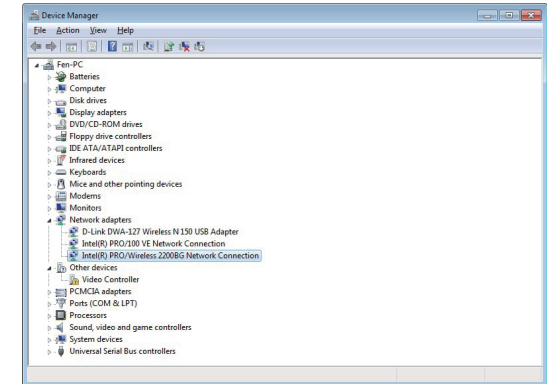 Device Manager
File Action View Help
Fen-PC
Batteries
Computer
Disk drives
Display adapters
DVD/CD-ROM drives
Floppy drive controllers
IDE ATA/ATAPI controllers
Infrared devices
Keyboards
Mice and other pointing devices
Modems
Monitors
Network adapters
D-Link DWA-127 Wireless N 150 USB Adapter
Intel(R) PRO/100 VE Network Connection
Intel(R) PRO/Wireless 2200BG Network Connection
Other devices
Video Controller
PCMCIA adapters
Ports (COM & LPT)
Processors
Sound, video and game controllers
System devices
Universal Serial Bus controllers